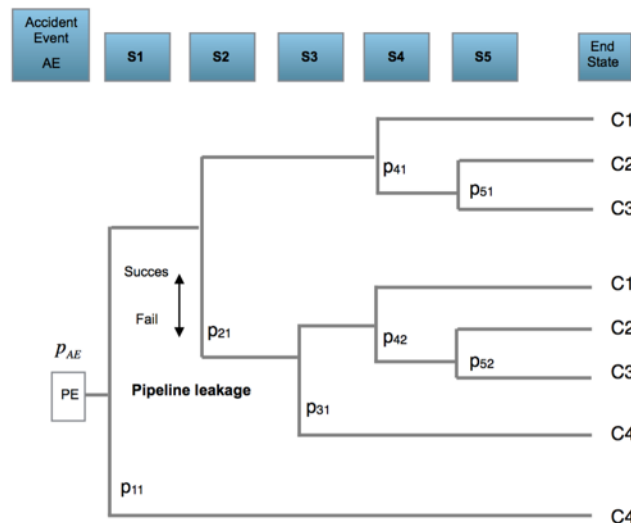 Accident
Event
AE
S1
S2
S3
S4
S5
End
State
C1
p41
C2
p51
C3
Succes
Fail
p21
C1
p42
C2
p52
C3
pAE
PE
Pipeline leakage
p31
C4
p11
C4